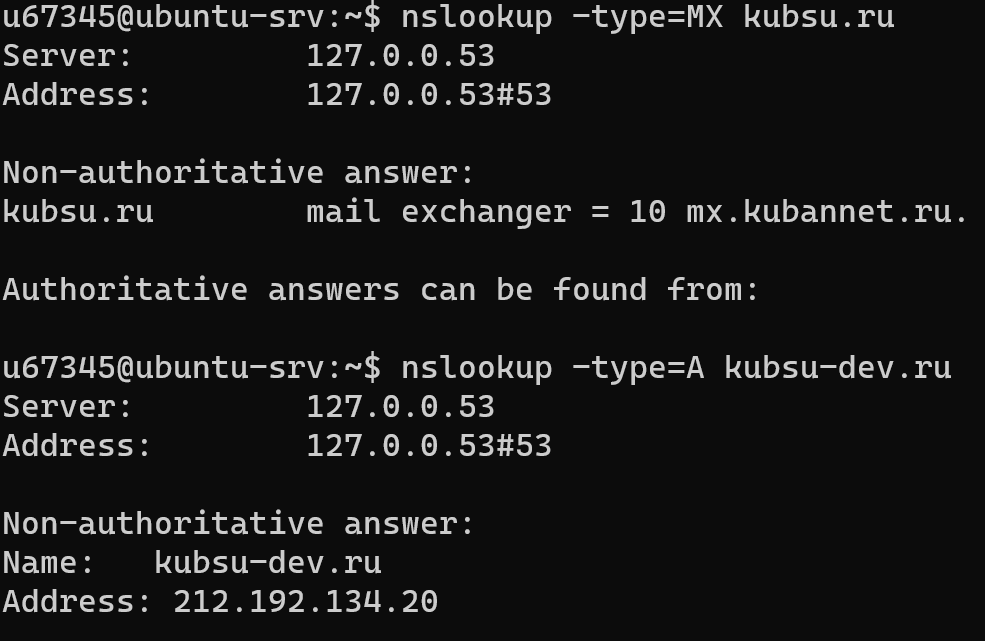 u67345@ubuntu-srv:~$ nslookup -type=MX kubsu.ru
Server:         127.0.0.53
Address:        127.0.0.53#53

Non-authoritative answer:
kubsu.ru        mail exchanger = 10 mx.kubannet.ru.

Authoritative answers can be found from:

u67345@ubuntu-srv:~$ nslookup -type=A kubsu-dev.ru
Server:         127.0.0.53
Address:        127.0.0.53#53

Non-authoritative answer:
Name:   kubsu-dev.ru
Address: 212.192.134.20